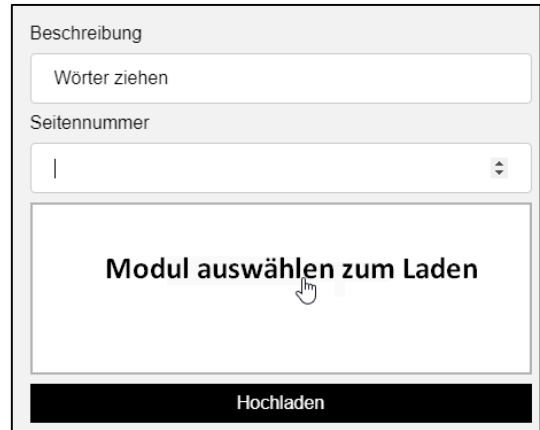 Beschreibung
Wörter ziehen
Seitennummer
Modul auswählen zum Laden
Hochladen